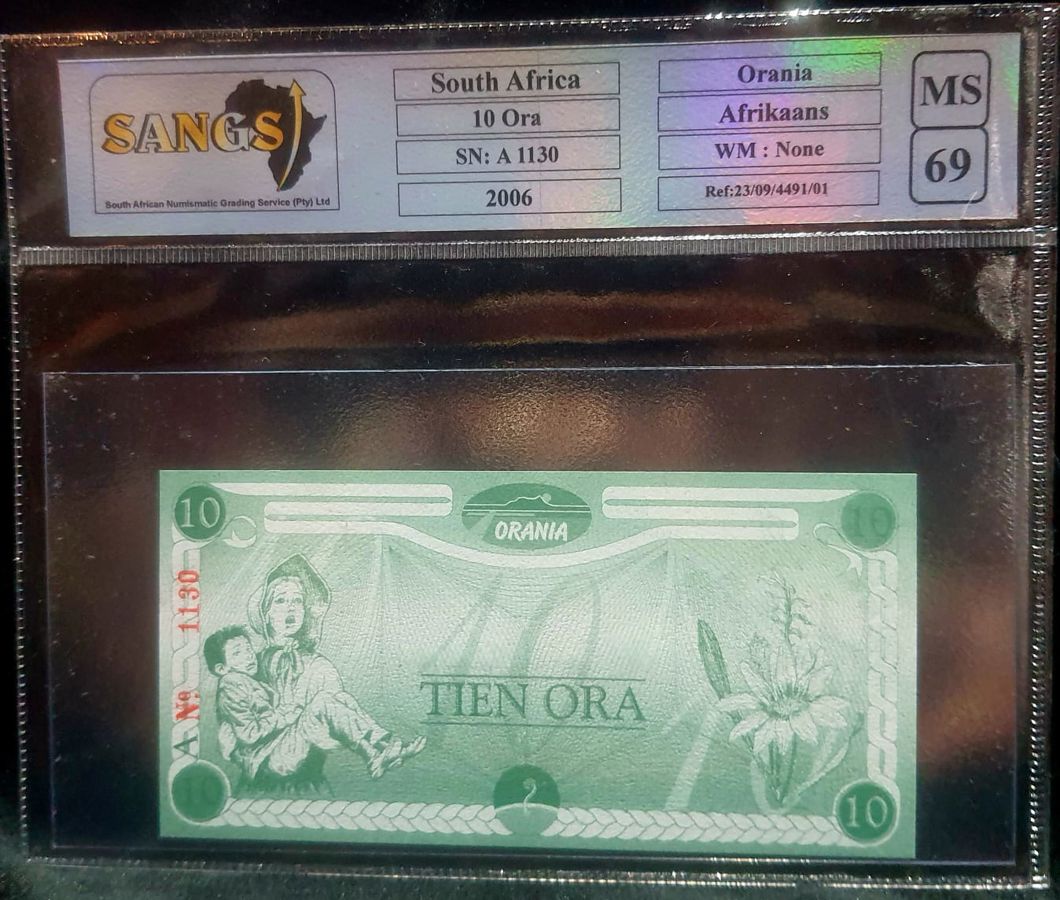 SANGS
South African Numismatic Grading Service (Pty) Ltd
South Africa
10 Ora
SN: A 1130
2006
Orania
Afrikaans
WM : None
Ref:23/09/4491/01
MS
69
10
ORANIA
10
A Nº 1130
10
TIEN ORA
10
10